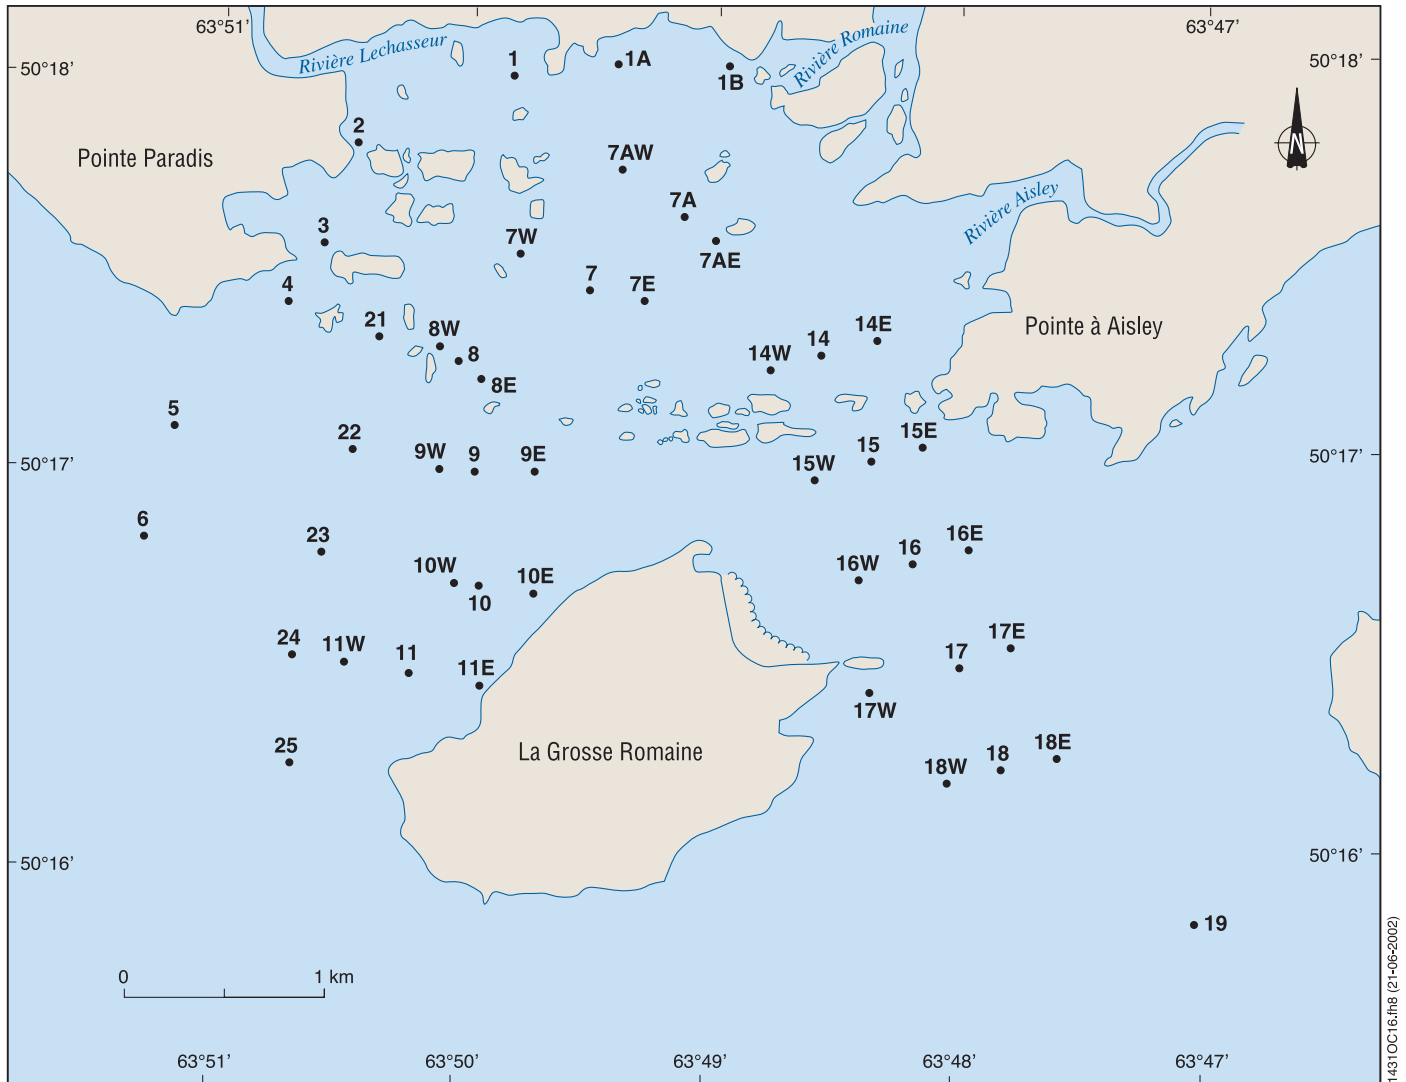 63°51'
63°47'
50°18'
Rivière Lechasseur
1
1A
1B
Rivière Romaine
50°18'
2
Pointe Paradis
7AW
N
7A
Rivière Aisley
3
7W
7AE
4
7
7E
21
8W
8
8E
14W
14
14E
Pointe à Aisley
5
22
9W
9
9E
15W
15
15E
50°17'
50°17'
6
23
10W
10
10E
16W
16
16E
24
11W
11
11E
17
17E
17W
25
La Grosse Romaine
18W
18
18E
50°16'
50°16'
19
0
1 km
63°51'
63°50'
63°49'
63°48'
63°47'
1431OC16.fh8 (21-06-2002)